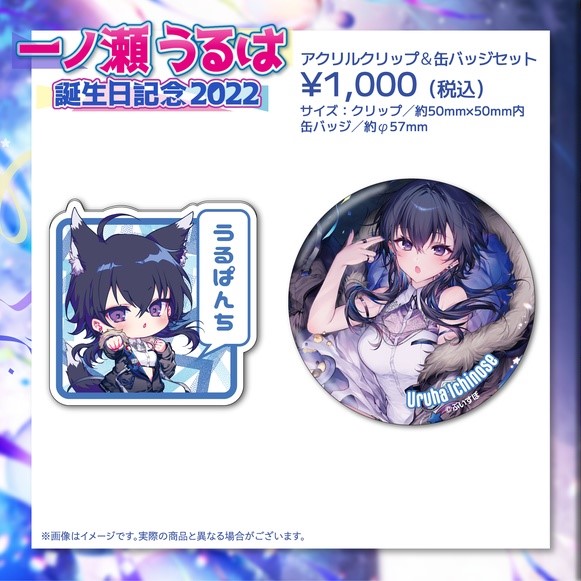 一ノ瀬うるは
誕生日記念2022
アクリルクリップ&缶バッジセット
¥1,000（税込）
サイズ：クリップ／約50mm×50mm内
缶バッジ／約φ57mm
うるぱんち
Uruha Ichinose
©ぶいすぽ
※画像はイメージです。実際の商品と異なる場合がございます。